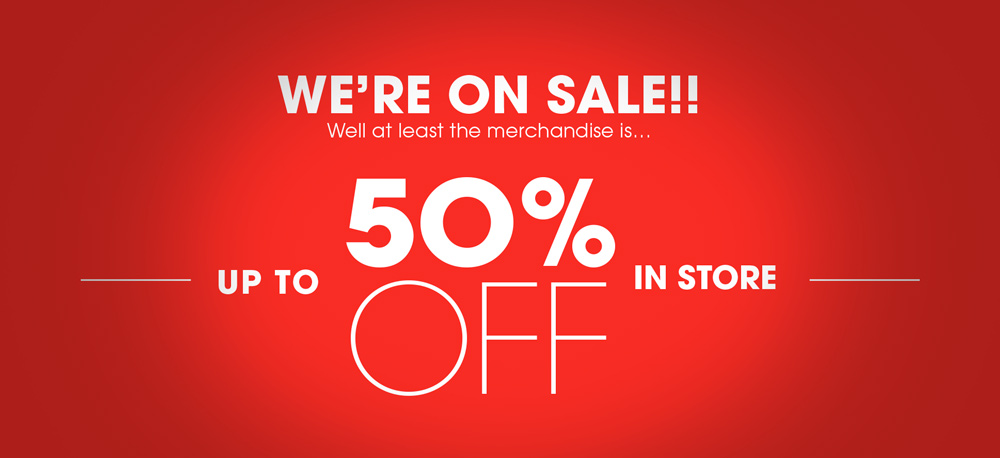 WE’RE ON SALE!!
Well at least the merchandise is...
UP TO
50%
OFF
IN STORE